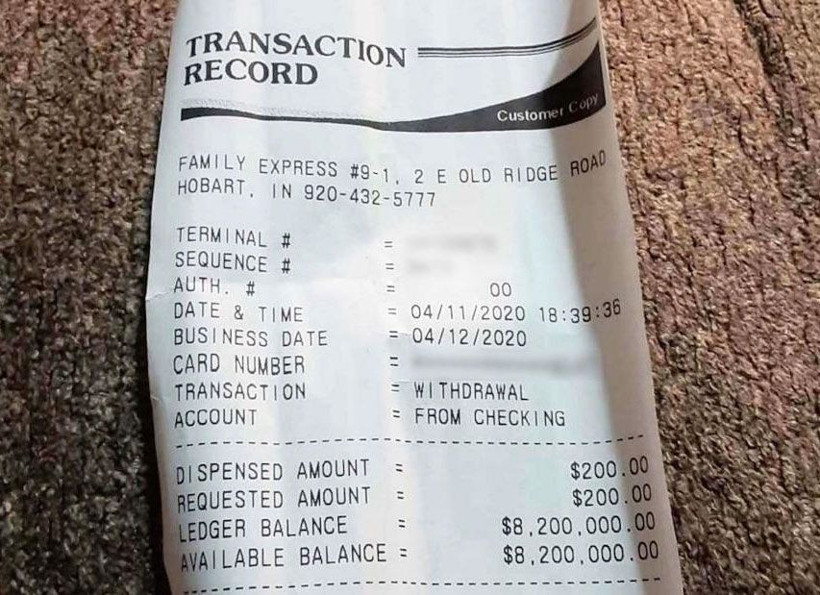 TRANSACTION
RECORD
Customer Copy
FAMILY EXPRESS #9-1, 2 E OLD RIDGE ROAD
HOBART, IN 920-432-5777
TERMINAL # =
SEQUENCE # =
AUTH. # = 00
DATE & TIME = 04/11/2020 18:39:36
BUSINESS DATE = 04/12/2020
CARD NUMBER =
TRANSACTION = WITHDRAWAL
ACCOUNT = FROM CHECKING
DISPENSED AMOUNT = $200.00
REQUESTED AMOUNT = $200.00
LEDGER BALANCE = $8,200,000.00
AVAILABLE BALANCE = $8,200,000.00